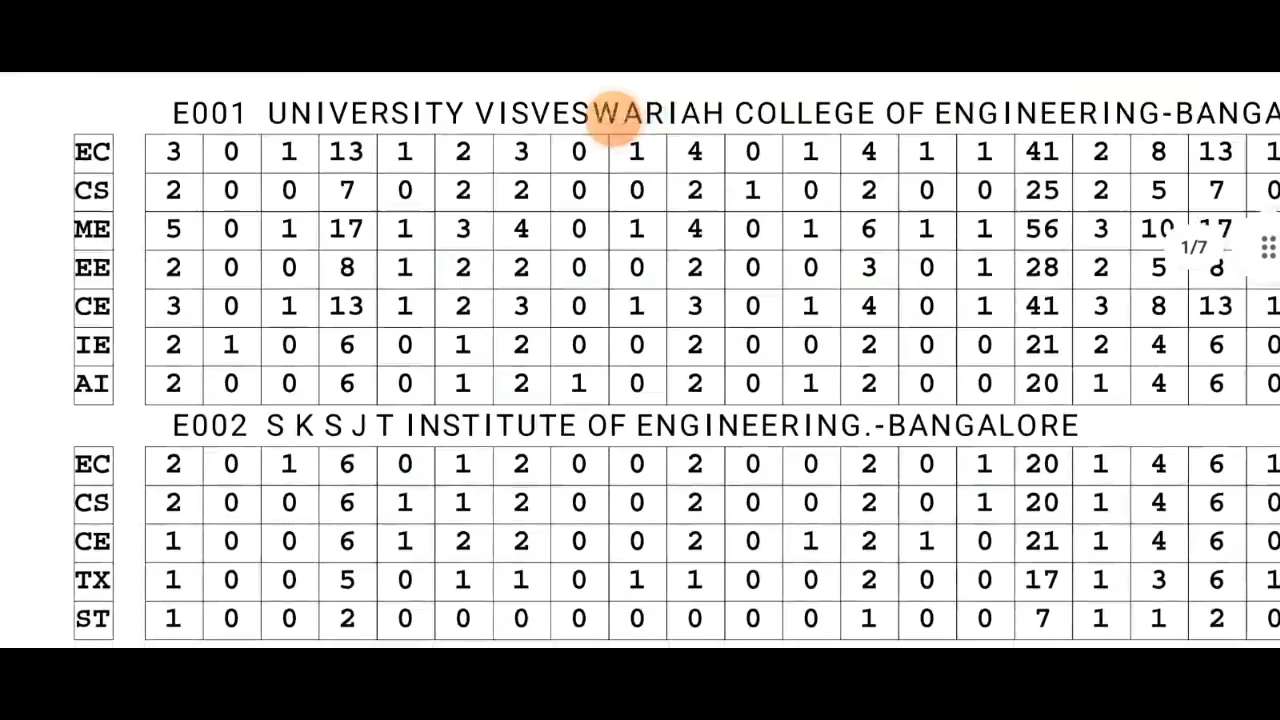 E001 UNIVERSITY VISVESWARIAH COLLEGE OF ENGINEERING-BANGA
EC 3 0 1 13 1 2 3 0 1 4 0 1 4 1 1 41 2 8 13 1
CS 2 0 0 7 0 2 2 0 0 2 1 0 2 0 0 25 2 5 7 0
ME 5 0 1 17 1 3 4 0 1 4 0 1 6 1 1 56 3 10 17
1/7
EE 2 0 0 8 1 2 2 0 0 2 0 0 3 0 1 28 2 5 8 0
CE 3 0 1 13 1 2 3 0 1 3 0 1 4 0 1 41 3 8 13 1
IE 2 1 0 6 0 1 2 0 0 2 0 0 2 0 0 21 2 4 6 0
AI 2 0 0 6 0 1 2 1 0 2 0 1 2 0 0 20 1 4 6 0
E002 S K S J T INSTITUTE OF ENGINEERING.-BANGALORE
EC 2 0 1 6 0 1 2 0 0 2 0 0 2 0 1 20 1 4 6 1
CS 2 0 0 6 1 1 2 0 0 2 0 0 2 0 1 20 1 4 6 0
CE 1 0 0 6 1 2 2 0 0 2 0 1 2 1 0 21 1 4 6 0
TX 1 0 0 5 0 1 1 0 1 1 0 0 2 0 0 17 1 3 6 1
ST 1 0 0 2 0 0 0 0 0 0 0 0 1 0 0 7 1 1 2 0